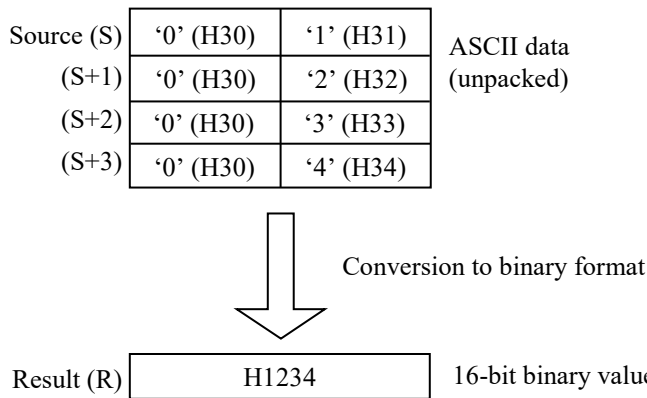 Source (S) ‘0’ (H30) ‘1’ (H31) ASCII data
(S+1) ‘0’ (H30) ‘2’ (H32) (unpacked)
(S+2) ‘0’ (H30) ‘3’ (H33)
(S+3) ‘0’ (H30) ‘4’ (H34)
Conversion to binary format
Result (R) H1234 16-bit binary value